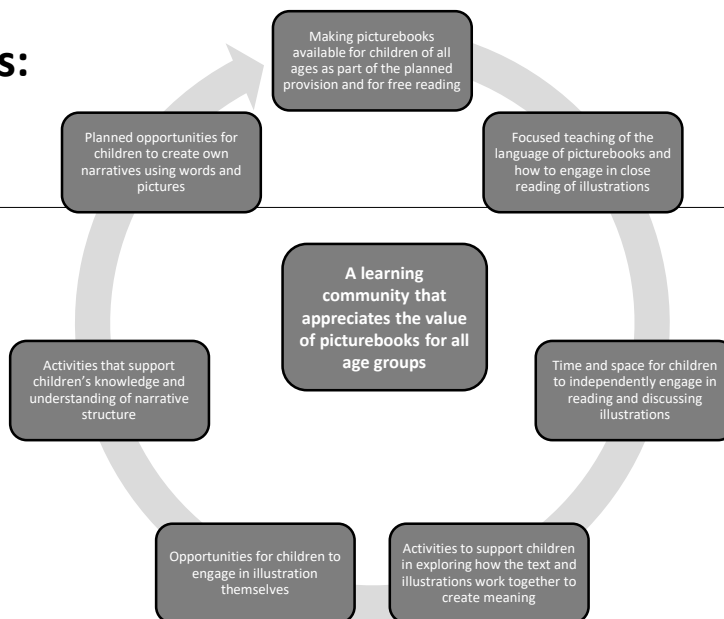 s:
Making picturebooks
available for children of all
ages as part of the planned
provision and for free reading
Focused teaching of the
language of picturebooks and
how to engage in close
reading of illustrations
Time and space for children
to independently engage in
reading and discussing
illustrations
Activities to support children
in exploring how the text and
illustrations work together to
create meaning
Opportunities for children to
engage in illustration
themselves
Activities that support
children’s knowledge and
understanding of narrative
structure
Planned opportunities for
children to create own
narratives using words and
pictures
A learning
community that
appreciates the value
of picturebooks for all
age groups